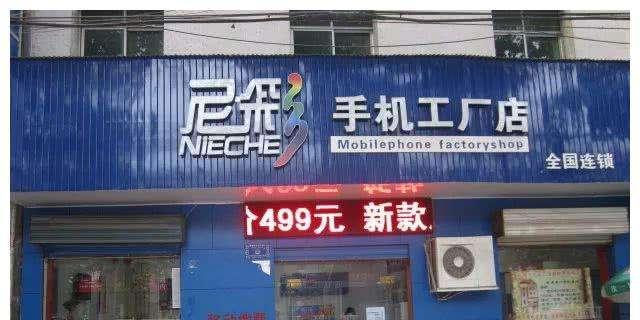 尼彩
NIECHE
手机工厂店
Mobilephone factoryshop
全国连锁
价499元 新款